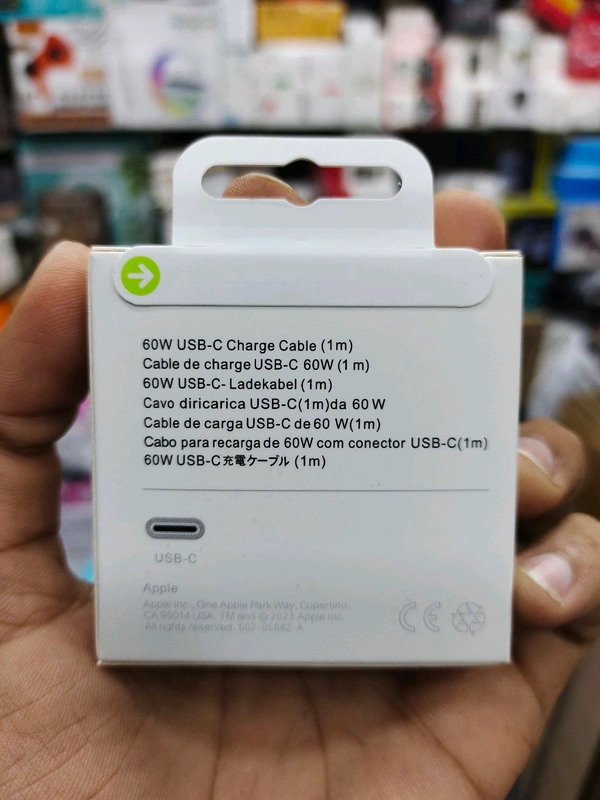 60W USB-C Charge Cable (1m)
Cable de charge USB-C 60W (1 m)
60W USB-C- Ladekabel (1m)
Cavo diricarica USB-C(1m)da 60 W
Cable de carga USB-C de 60 W(1m)
Cabo para recarga de 60W com conector USB-C(1m)
60W USB-C充電ケーブル (1m)
USB-C
Apple
Apple Inc., One Apple Park Way, Cupertino,
CA 95014 USA. TM and © 2023 Apple Inc.
All rights reserved. 602-05882-A
CE